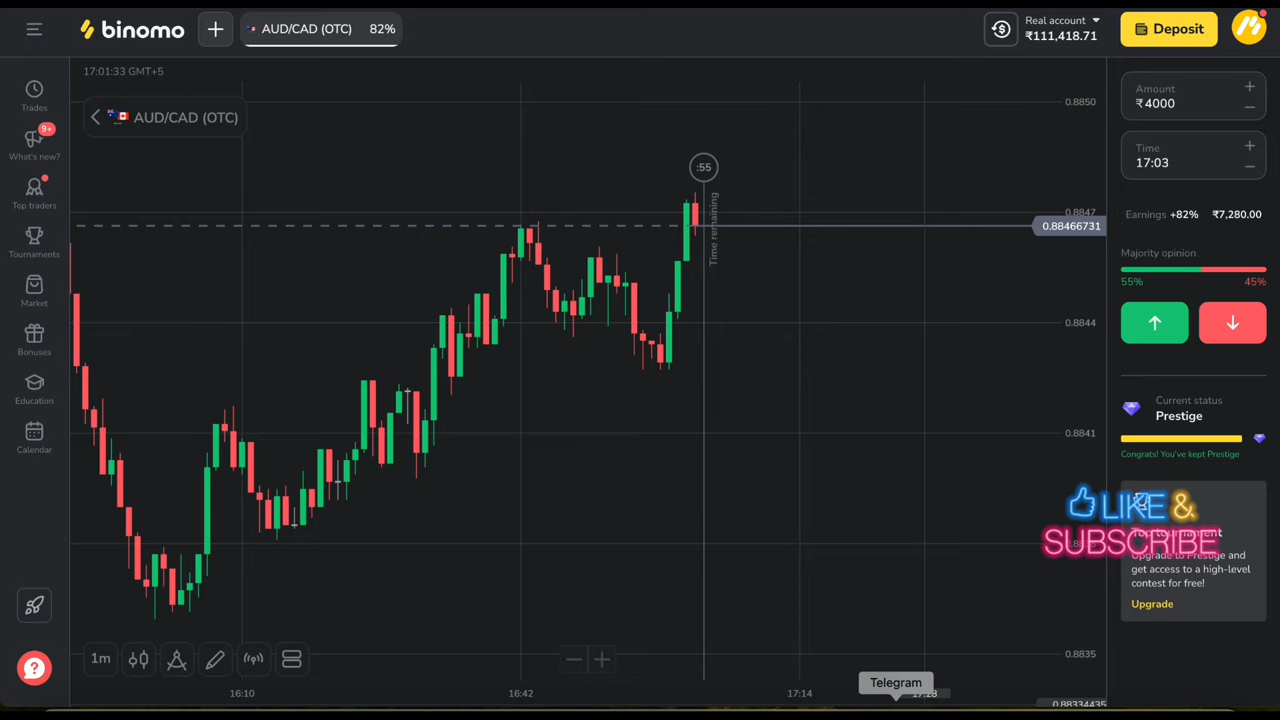 binomo
AUD/CAD (OTC) 82%
Real account
₹111,418.71
Deposit
17:01:33 GMT+5
AUD/CAD (OTC)
Trades
9+
What's new?
Top traders
Tournaments
Market
Bonuses
Education
Calendar
:55
Time remaining
0.8850
0.8847
0.88466731
0.8844
0.8841
0.8835
0.88334435
Amount
₹4000
Time
17:03
Earnings +82% ₹7,280.00
Majority opinion
55% 45%
Current status
Prestige
Congrats! You've kept Prestige
LIKE &
SUBSCRIBE
Top tournament
Upgrade to Prestige and
get access to a high-level
contest for free!
Upgrade
1m
Telegram
16:10 16:42 17:14 17:28